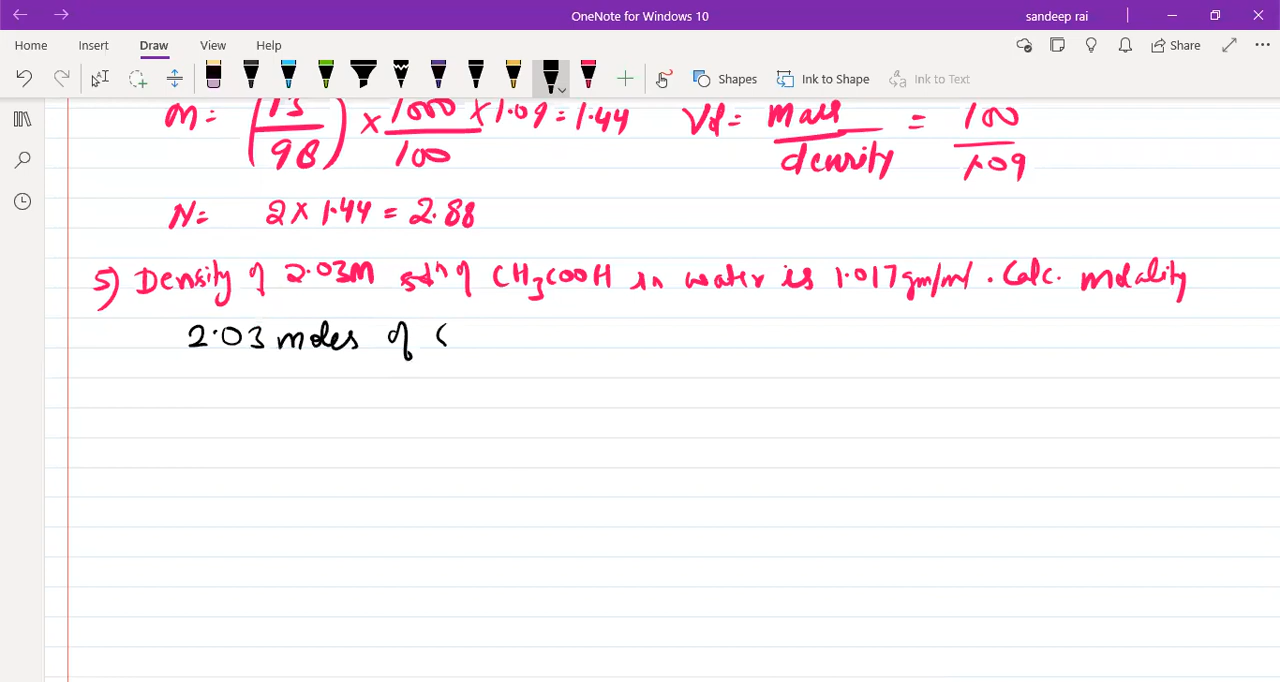 OneNote for Windows 10
sandeep rai
Home Insert Draw View Help
Share
Shapes
Ink to Shape
Ink to Text
M = (13/98) × 1000/100 × 1.09 = 1.44 Vol = Mass/density = 100/1.09
N = 2 × 1.44 = 2.88
5) Density of 2.03M solⁿ of CH₃COOH in water is 1.017gm/ml. Calc. molality
2.03 moles of (